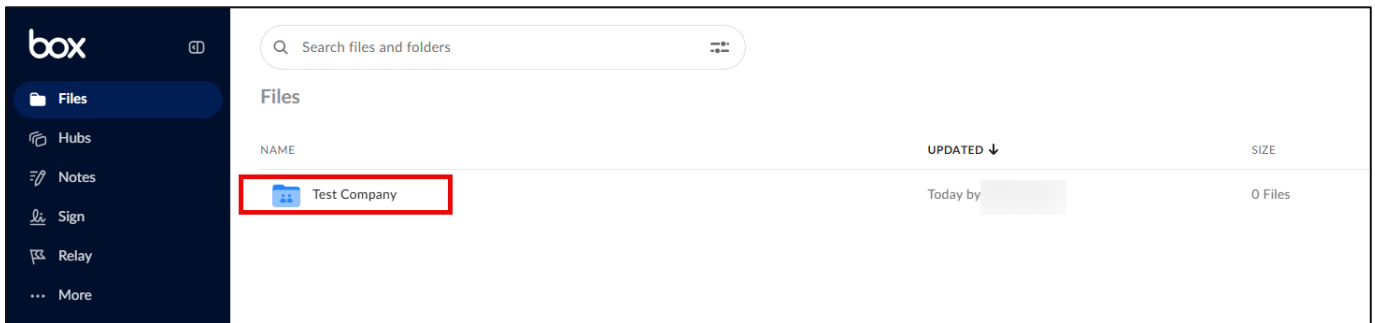 box
Search files and folders
Files
Files
Hubs
NAME
UPDATED ↓
SIZE
Notes
Test Company
Today by
0 Files
Sign
Relay
More